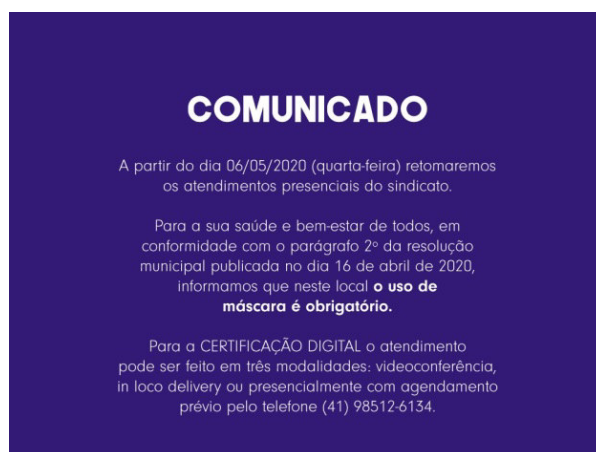 COMUNICADO
A partir do dia 06/05/2020 (quarta-feira) retomaremos
os atendimentos presenciais do sindicato.
Para a sua saúde e bem-estar de todos, em
conformidade com o parágrafo 2º da resolução
municipal publicada no dia 16 de abril de 2020,
informamos que neste local o uso de
máscara é obrigatório.
Para a CERTIFICAÇÃO DIGITAL o atendimento
pode ser feito em três modalidades: videoconferência,
in loco delivery ou presencialmente com agendamento
prévio pelo telefone (41) 98512-6134.